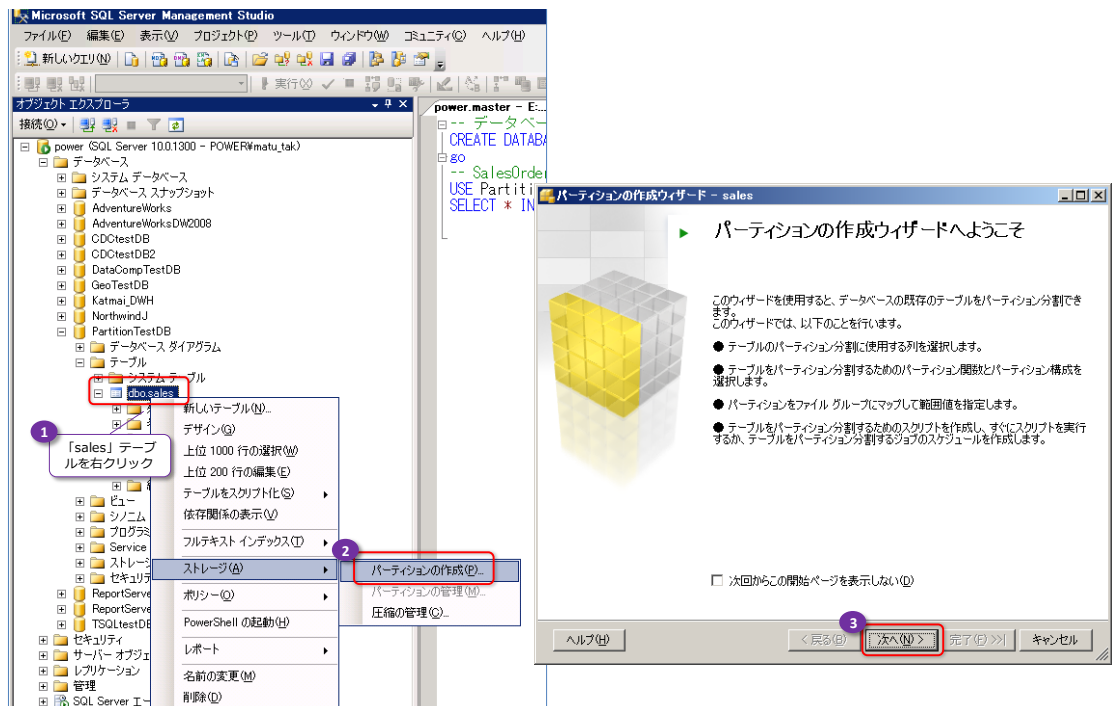 Microsoft SQL Server Management Studio
ファイル(F) 編集(E) 表示(V) プロジェクト(P) ツール(T) ウィンドウ(W) コミュニティ(C) ヘルプ(H)
新しいクエリ(N)
実行(X)
オブジェクト エクスプローラ
接続(O)
power (SQL Server 10.0.1300 - POWER¥matu_tak)
データベース
システム データベース
データベース スナップショット
AdventureWorks
AdventureWorksDW2008
CDCtestDB
CDCtestDB2
DataCompTestDB
GeoTestDB
Katmai_DWH
NorthwindJ
PartitionTestDB
データベース ダイアグラム
テーブル
システム テーブル
dbo.sales
1
「sales」テーブ
ルを右クリック
ビュー
シノニム
プログラミ
Service
ストレージ
セキュリテ
ReportServe
ReportServe
TSQLtestDE
セキュリティ
サーバー オブジェ
レプリケーション
管理
SQL Server エー
新しいテーブル(N)...
デザイン(G)
上位 1000 行の選択(W)
上位 200 行の編集(E)
テーブルをスクリプト化(S)
依存関係の表示(V)
フルテキスト インデックス(T)
ストレージ(A)
ポリシー(O)
PowerShell の起動(H)
レポート
名前の変更(M)
削除(D)
2
パーティションの作成(P)...
パーティションの管理(M)...
圧縮の管理(C)...
power.master - E:...
-- データベー
CREATE DATABA
go
-- SalesOrde
USE Partiti
SELECT * IN
パーティションの作成ウィザード - sales
パーティションの作成ウィザードへようこそ
このウィザードを使用すると、データベースの既存のテーブルをパーティション分割でき
ます。
このウィザードでは、以下のことを行います。
● テーブルのパーティション分割に使用する列を選択します。
● テーブルをパーティション分割するためのパーティション関数とパーティション構成を
選択します。
● パーティションをファイル グループにマップして範囲値を指定します。
● テーブルをパーティション分割するためのスクリプトを作成し、すぐにスクリプトを実行
するか、テーブルをパーティション分割するジョブのスケジュールを作成します。
次回からこの開始ページを表示しない(D)
3
ヘルプ(H) < 戻る(B) 次へ(N) > 完了(F) >>| キャンセル